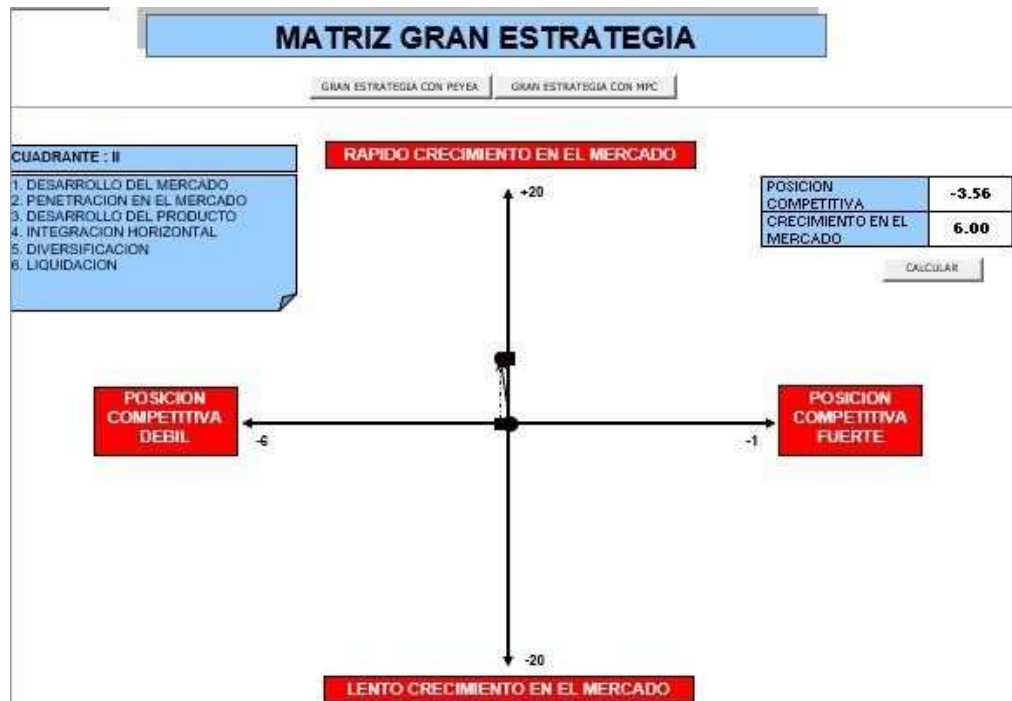 MATRIZ GRAN ESTRATEGIA
GRAN ESTRATEGIA CON PEYEA
GRAN ESTRATEGIA CON MPC
CUADRANTE : II
1. DESARROLLO DEL MERCADO
2. PENETRACION EN EL MERCADO
3. DESARROLLO DEL PRODUCTO
4. INTEGRACION HORIZONTAL
5. DIVERSIFICACION
6. LIQUIDACION
RAPIDO CRECIMIENTO EN EL MERCADO
+20
POSICION
COMPETITIVA
-3.56
CRECIMIENTO EN EL
MERCADO
6.00
CALCULAR
POSICION
COMPETITIVA
DEBIL
-6
-1
POSICION
COMPETITIVA
FUERTE
-20
LENTO CRECIMIENTO EN EL MERCADO